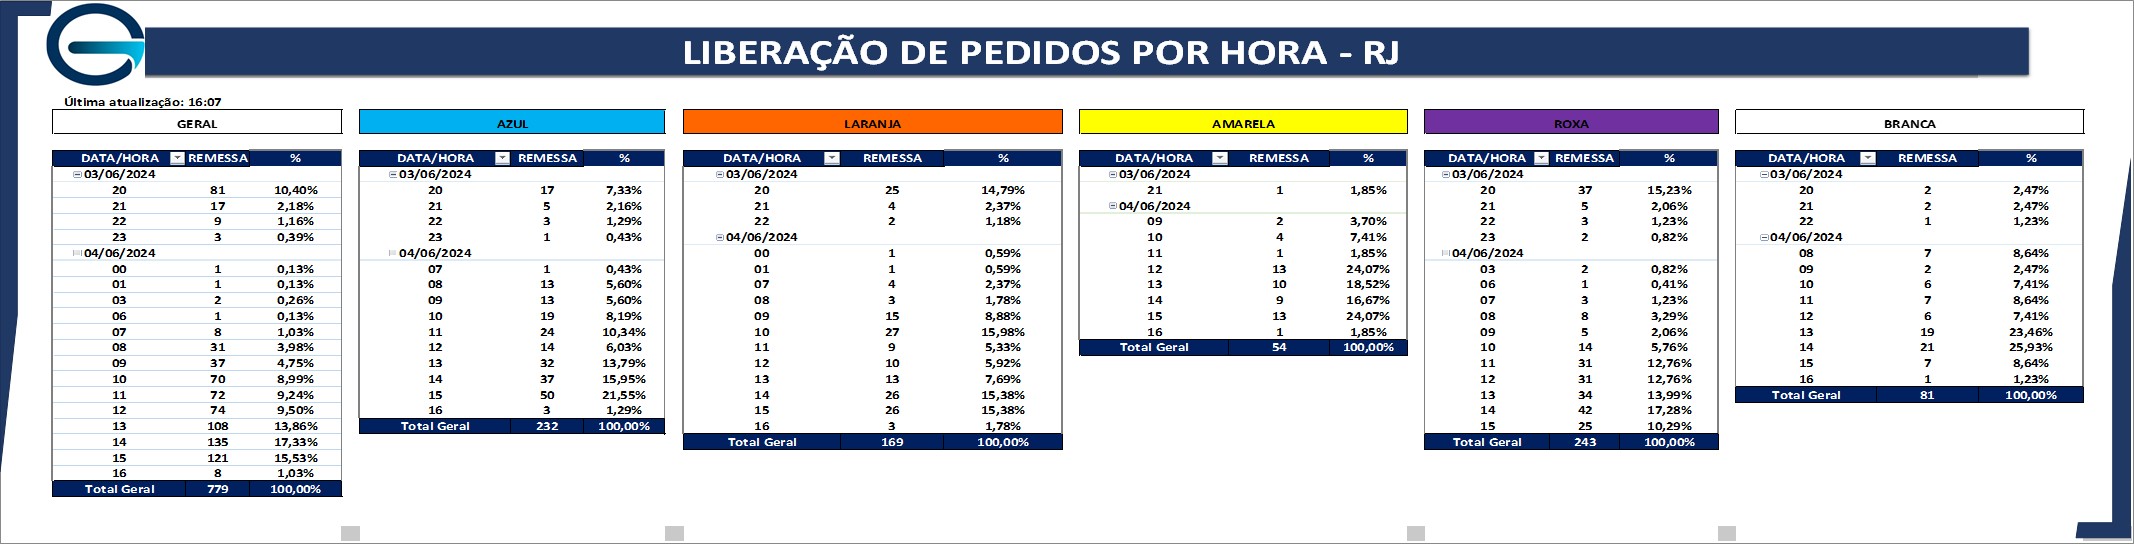 LIBERAÇÃO DE PEDIDOS POR HORA - RJ
Última atualização: 16:07
GERAL
DATA/HORA REMESSA %
03/06/2024
20 81 10,40%
21 17 2,18%
22 9 1,16%
23 3 0,39%
04/06/2024
00 1 0,13%
01 1 0,13%
03 2 0,26%
06 1 0,13%
07 8 1,03%
08 31 3,98%
09 37 4,75%
10 70 8,99%
11 72 9,24%
12 74 9,50%
13 108 13,86%
14 135 17,33%
15 121 15,53%
16 8 1,03%
Total Geral 779 100,00%
AZUL
DATA/HORA REMESSA %
03/06/2024
20 17 7,33%
21 5 2,16%
22 3 1,29%
23 1 0,43%
04/06/2024
07 1 0,43%
08 13 5,60%
09 13 5,60%
10 19 8,19%
11 24 10,34%
12 14 6,03%
13 32 13,79%
14 37 15,95%
15 50 21,55%
16 3 1,29%
Total Geral 232 100,00%
LARANJA
DATA/HORA REMESSA %
03/06/2024
20 25 14,79%
21 4 2,37%
22 2 1,18%
04/06/2024
00 1 0,59%
01 1 0,59%
07 4 2,37%
08 3 1,78%
09 15 8,88%
10 27 15,98%
11 9 5,33%
12 10 5,92%
13 13 7,69%
14 26 15,38%
15 26 15,38%
16 3 1,78%
Total Geral 169 100,00%
AMARELA
DATA/HORA REMESSA %
03/06/2024
21 1 1,85%
04/06/2024
09 2 3,70%
10 4 7,41%
11 1 1,85%
12 13 24,07%
13 10 18,52%
14 9 16,67%
15 13 24,07%
16 1 1,85%
Total Geral 54 100,00%
ROXA
DATA/HORA REMESSA %
03/06/2024
20 37 15,23%
21 5 2,06%
22 3 1,23%
23 2 0,82%
04/06/2024
03 2 0,82%
06 1 0,41%
07 3 1,23%
08 8 3,29%
09 5 2,06%
10 14 5,76%
11 31 12,76%
12 31 12,76%
13 34 13,99%
14 42 17,28%
15 25 10,29%
Total Geral 243 100,00%
BRANCA
DATA/HORA REMESSA %
03/06/2024
20 2 2,47%
21 2 2,47%
22 1 1,23%
04/06/2024
08 7 8,64%
09 2 2,47%
10 6 7,41%
11 7 8,64%
12 6 7,41%
13 19 23,46%
14 21 25,93%
15 7 8,64%
16 1 1,23%
Total Geral 81 100,00%